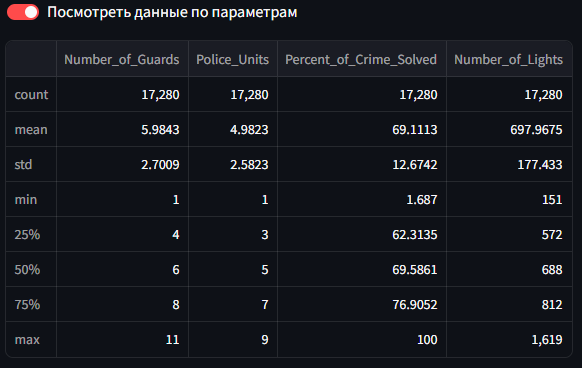 Посмотреть данные по параметрам
Number_of_Guards Police_Units Percent_of_Crime_Solved Number_of_Lights
count 17,280 17,280 17,280 17,280
mean 5.9843 4.9823 69.1113 697.9675
std 2.7009 2.5823 12.6742 177.433
min 1 1 1.687 151
25% 4 3 62.3135 572
50% 6 5 69.5861 688
75% 8 7 76.9052 812
max 11 9 100 1,619